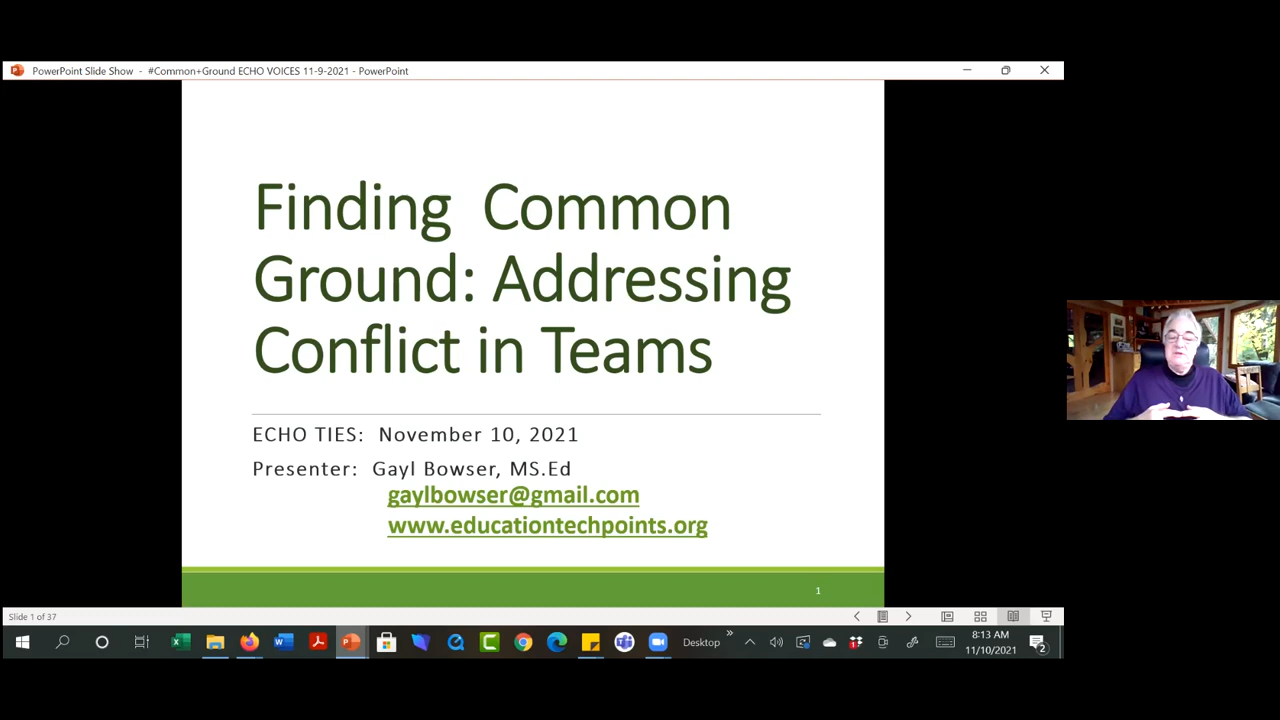 PowerPoint Slide Show - #Common+Ground ECHO VOICES 11-9-2021 - PowerPoint
Finding Common
Ground: Addressing
Conflict in Teams
ECHO TIES: November 10, 2021
Presenter: Gayl Bowser, MS.Ed
gaylbowser@gmail.com
www.educationtechpoints.org
1
Slide 1 of 37
Desktop
8:13 AM
11/10/2021
2